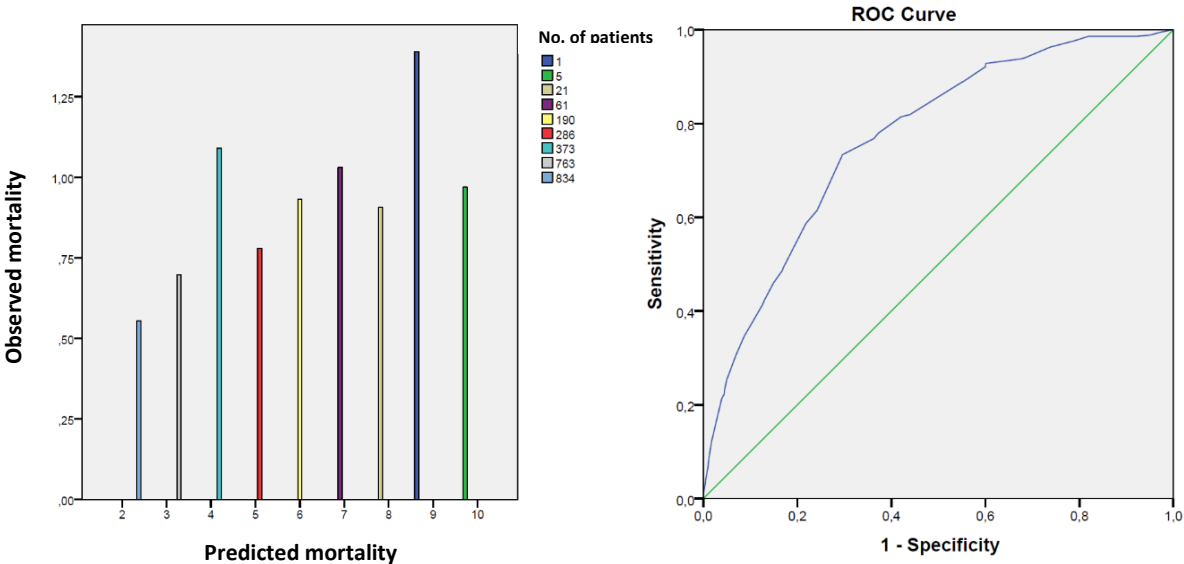 No. of patients
1
5
21
61
190
286
373
763
834
Observed mortality
1,25
1,00
,75
,50
,25
,00
2 3 4 5 6 7 8 9 10
Predicted mortality
ROC Curve
Sensitivity
1,0
0,8
0,6
0,4
0,2
0,0
0,0 0,2 0,4 0,6 0,8 1,0
1 - Specificity